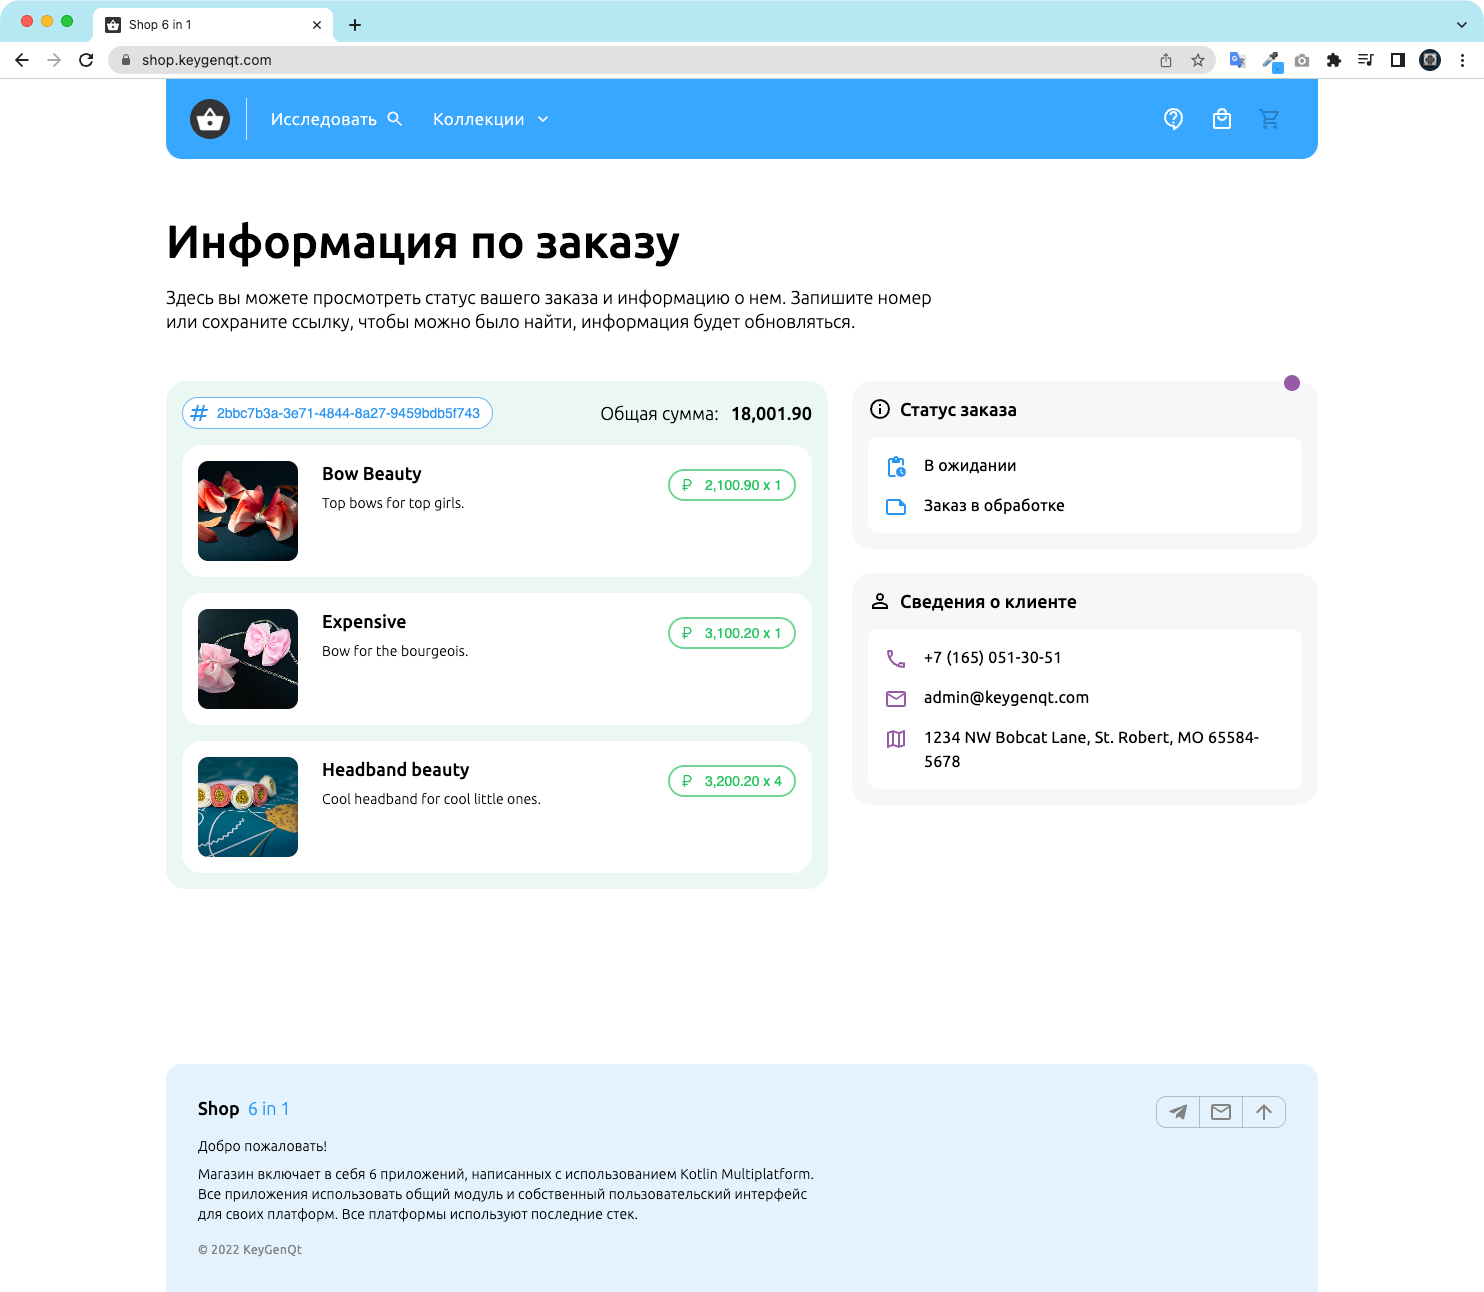 Shop 6 in 1
shop.keygenqt.com
Исследовать
Коллекции
Информация по заказу
Здесь вы можете просмотреть статус вашего заказа и информацию о нем. Запишите номер
или сохраните ссылку, чтобы можно было найти, информация будет обновляться.
# 2bbc7b3a-3e71-4844-8a27-9459bdb5f743
Общая сумма: 18,001.90
Bow Beauty
Top bows for top girls.
₽ 2,100.90 x 1
Expensive
Bow for the bourgeois.
₽ 3,100.20 x 1
Headband beauty
Cool headband for cool little ones.
₽ 3,200.20 x 4
Статус заказа
В ожидании
Заказ в обработке
Сведения о клиенте
+7 (165) 051-30-51
admin@keygenqt.com
1234 NW Bobcat Lane, St. Robert, MO 65584-
5678
Shop 6 in 1
Добро пожаловать!
Магазин включает в себя 6 приложений, написанных с использованием Kotlin Multiplatform.
Все приложения использовать общий модуль и собственный пользовательский интерфейс
для своих платформ. Все платформы используют последние стек.
© 2022 KeyGenQt